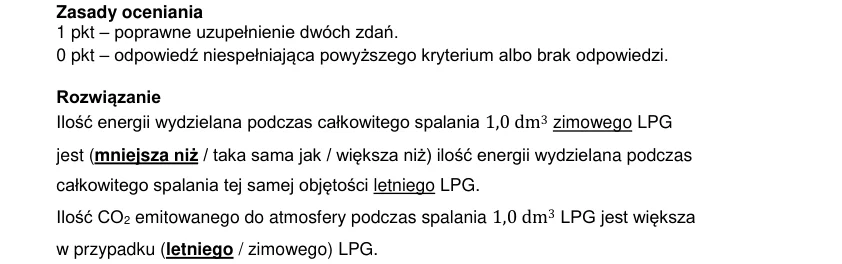 Zasady oceniania
1 pkt – poprawne uzupełnienie dwóch zdań.
0 pkt – odpowiedź niespełniająca powyższego kryterium albo brak odpowiedzi.
Rozwiązanie
Ilość energii wydzielana podczas całkowitego spalania 1,0 dm³ zimowego LPG
jest (mniejsza niż / taka sama jak / większa niż) ilość energii wydzielana podczas
całkowitego spalania tej samej objętości letniego LPG.
Ilość CO₂ emitowanego do atmosfery podczas spalania 1,0 dm³ LPG jest większa
w przypadku (letniego / zimowego) LPG.